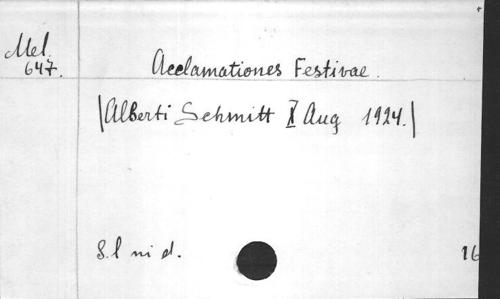 Mel.
647.
Acclamationes Festivae.
|Alberti Schmitt X Aug 1924.|
S. l ni d.
16